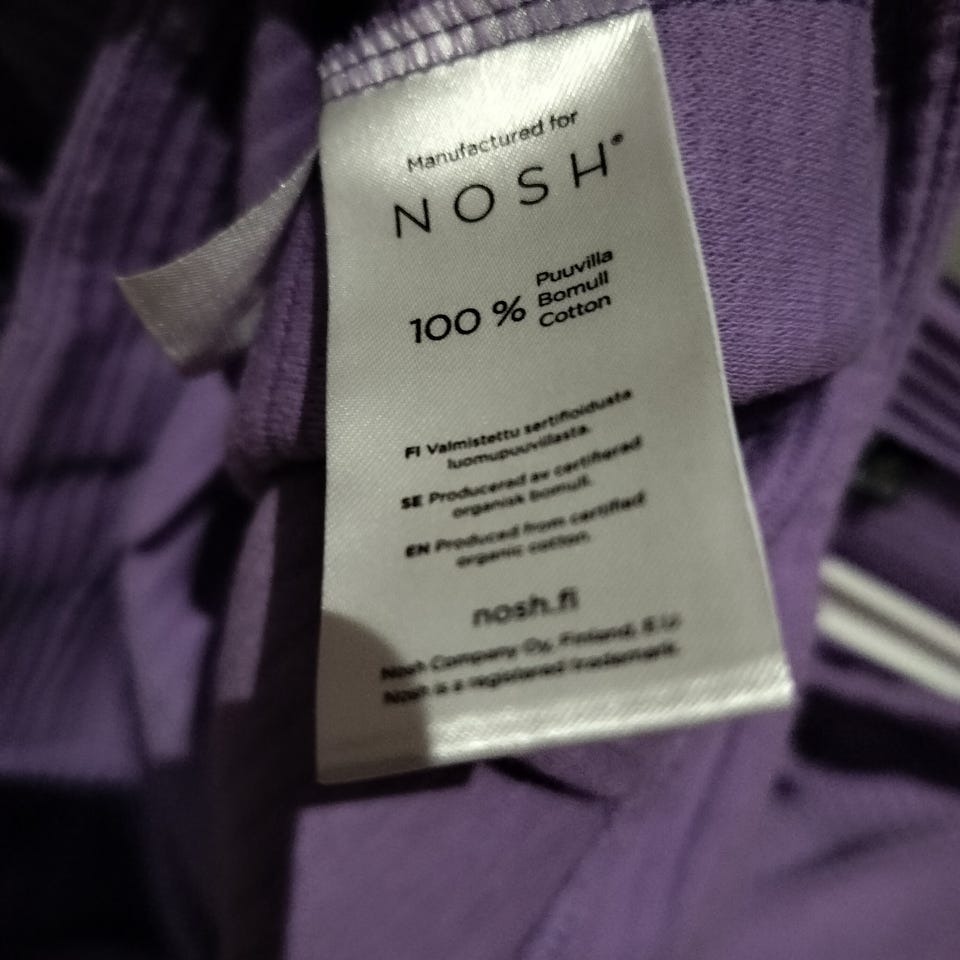 Manufactured for
NOSH®
100 %
Puuvilla
Bomull
Cotton
FI Valmistettu sertifioidusta
luomupuuvillasta.
SE Producerad av certifierad
organisk bomull.
EN Produced from certified
organic cotton.
nosh.fi
Nosh Company Oy, Finland, E.U.
Nosh is a registered trademark.